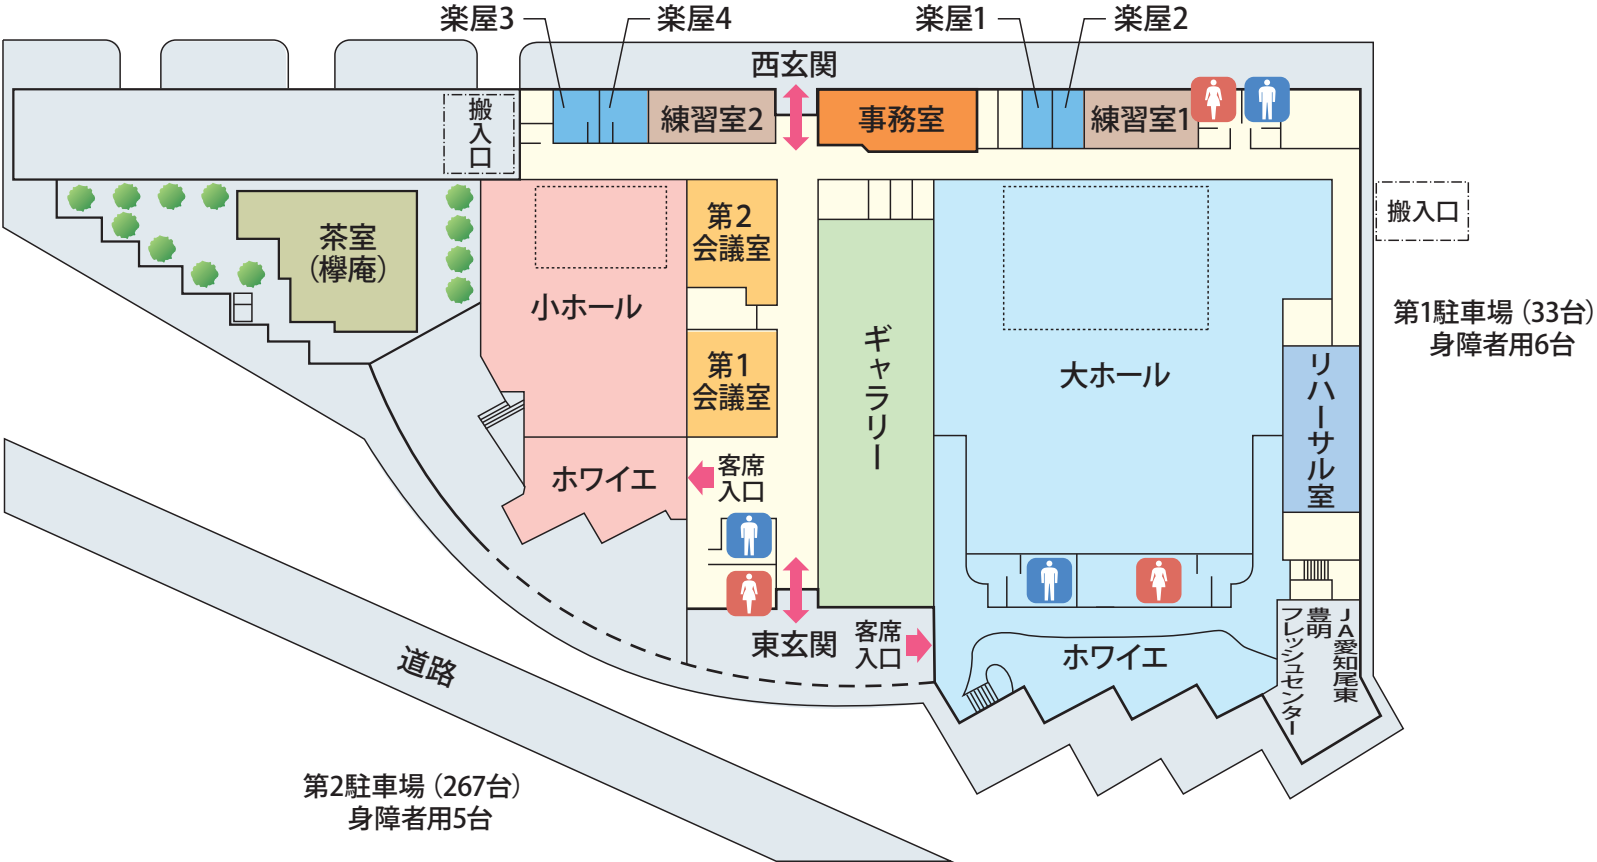 楽屋3
楽屋4
楽屋1
楽屋2
西玄関
搬入口
練習室2
事務室
練習室1
搬入口
茶室
（欅庵）
第2
会議室
小ホール
第1
会議室
ギャラリー
大ホール
リハーサル室
第1駐車場（33台）
身障者用6台
ホワイエ
客席
入口
東玄関
客席
入口
ホワイエ
JA愛知尾東
豊明
フレッシュセンター
道路
第2駐車場（267台）
身障者用5台